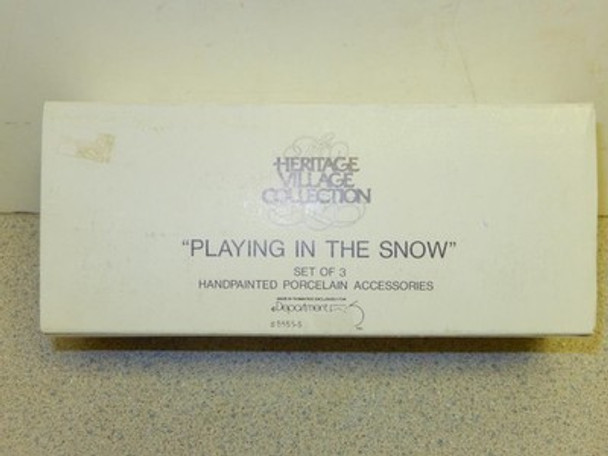 HERITAGE
VILLAGE
COLLECTION
"PLAYING IN THE SNOW"
SET OF 3
HANDPAINTED PORCELAIN ACCESSORIES
Department